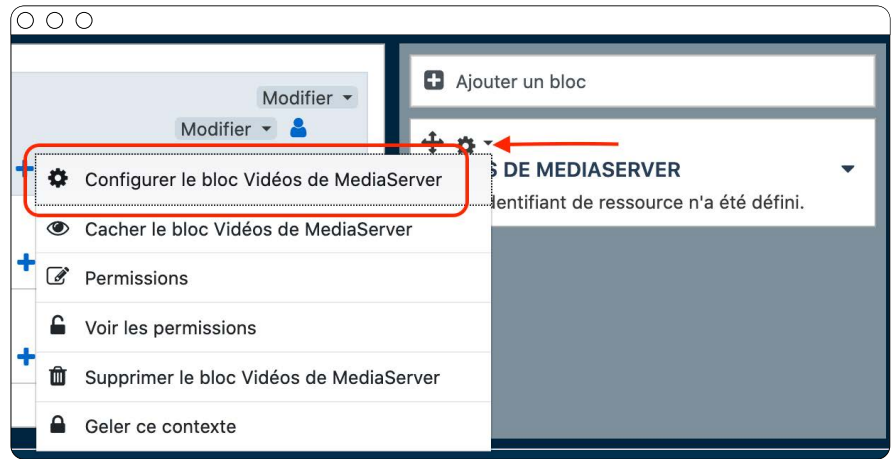 Modifier
Modifier
Ajouter un bloc
S DE MEDIASERVER
dentifiant de ressource n'a été défini.
Configurer le bloc Vidéos de MediaServer
Cacher le bloc Vidéos de MediaServer
Permissions
Voir les permissions
Supprimer le bloc Vidéos de MediaServer
Geler ce contexte